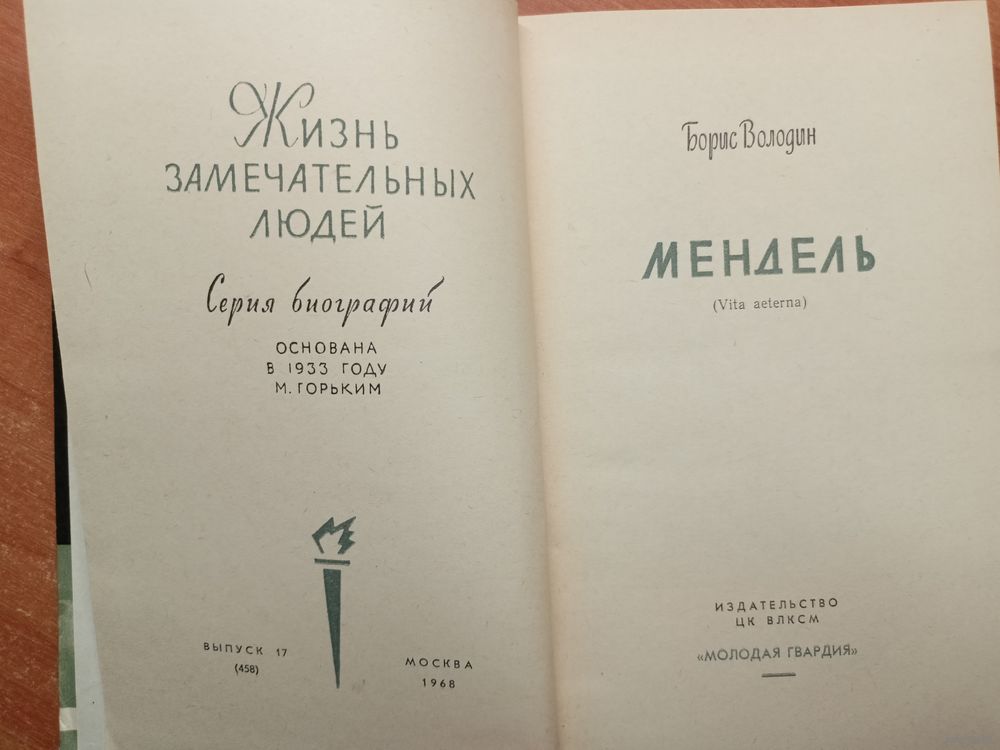 Жизнь
ЗАМЕЧАТЕЛЬНЫХ
ЛЮДЕЙ
Серия биографий
ОСНОВАНА
В 1933 ГОДУ
М. ГОРЬКИМ
ВЫПУСК 17
(458)
МОСКВА
1968
Борис Володин
МЕНДЕЛЬ
(Vita aeterna)
ИЗДАТЕЛЬСТВО
ЦК ВЛКСМ
«МОЛОДАЯ ГВАРДИЯ»